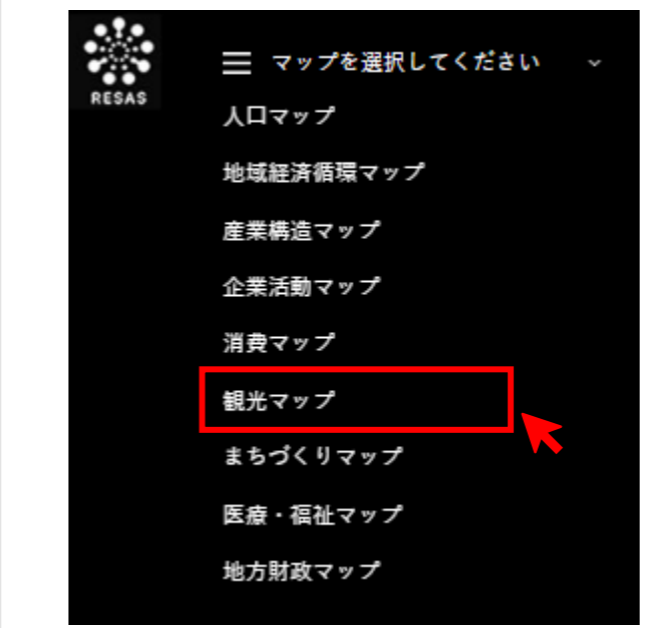 RESAS
マップを選択してください
人口マップ
地域経済循環マップ
産業構造マップ
企業活動マップ
消費マップ
観光マップ
まちづくりマップ
医療・福祉マップ
地方財政マップ